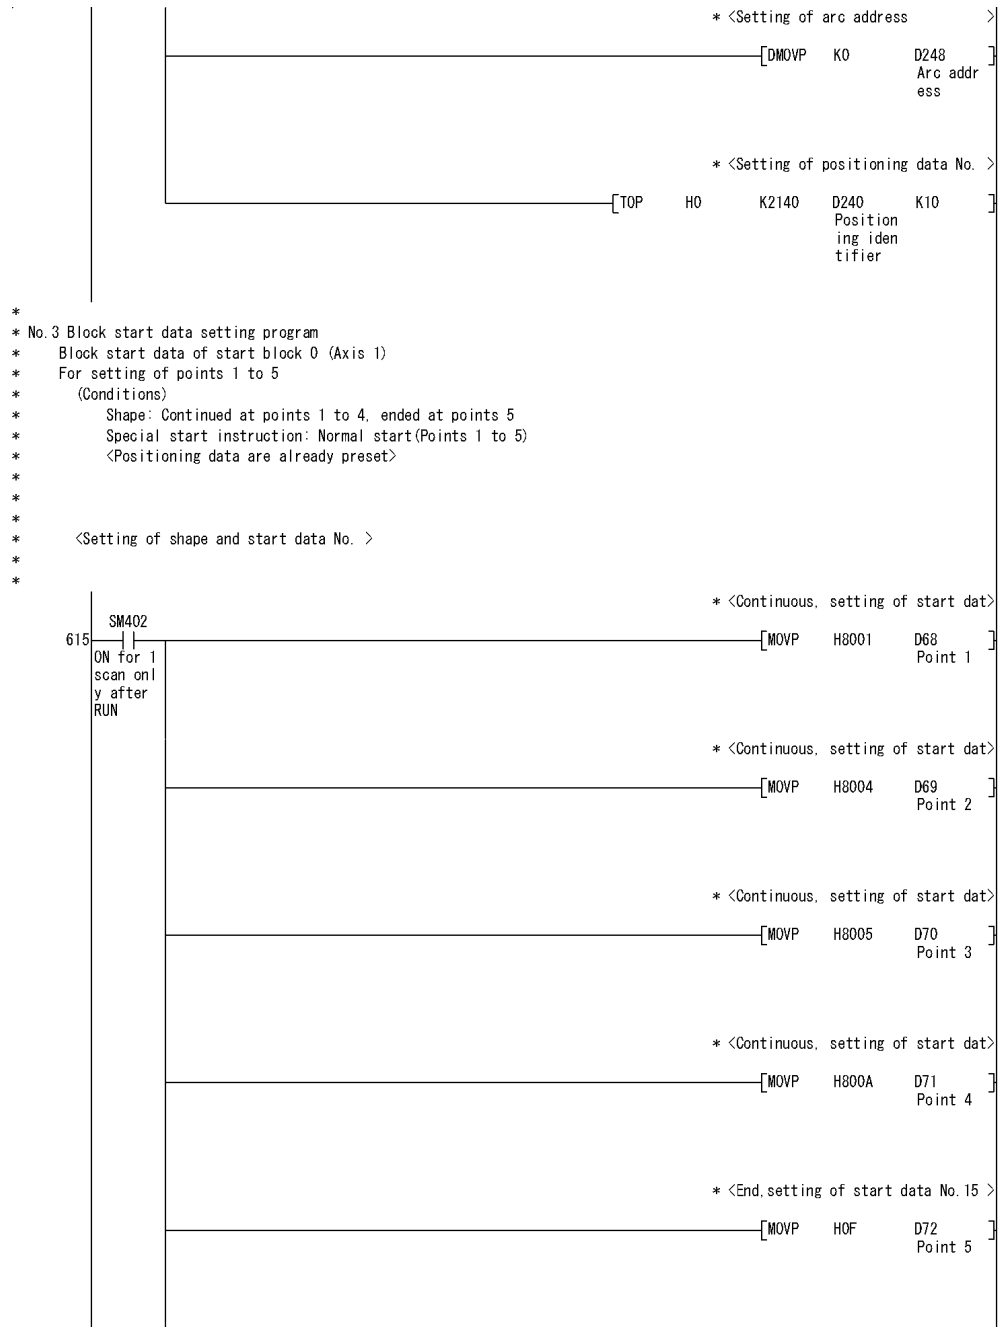 * <Setting of arc address >
[DMOVP K0 D248 ]
Arc addr
ess
* <Setting of positioning data No. >
[TOP H0 K2140 D240 K10 ]
Position
ing iden
tifier
*
* No.3 Block start data setting program
* Block start data of start block 0 (Axis 1)
* For setting of points 1 to 5
* (Conditions)
* Shape: Continued at points 1 to 4, ended at points 5
* Special start instruction: Normal start(Points 1 to 5)
* <Positioning data are already preset>
*
*
*
* <Setting of shape and start data No. >
*
*
* <Continuous, setting of start dat>
SM402
615 [MOVP H8001 D68 ]
ON for 1
scan onl
y after
RUN
Point 1
* <Continuous, setting of start dat>
[MOVP H8004 D69 ]
Point 2
* <Continuous, setting of start dat>
[MOVP H8005 D70 ]
Point 3
* <Continuous, setting of start dat>
[MOVP H800A D71 ]
Point 4
* <End,setting of start data No.15 >
[MOVP H0F D72 ]
Point 5